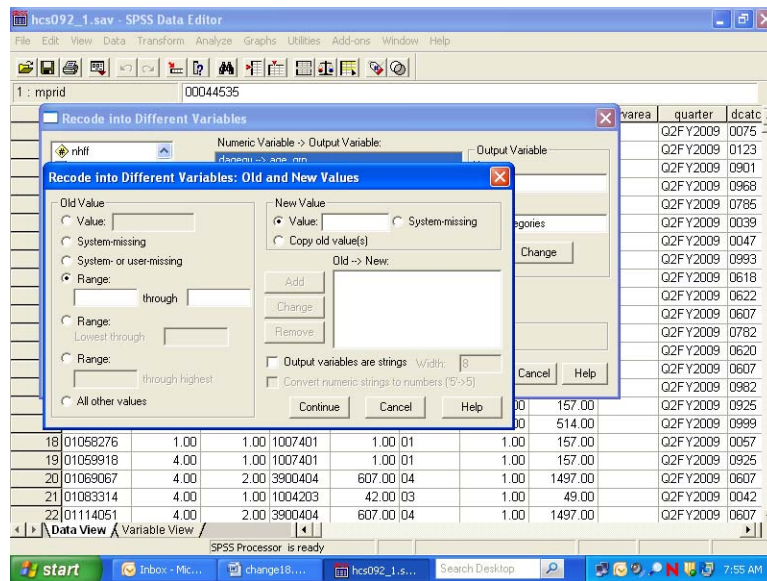 hcs092_1.sav - SPSS Data Editor
File Edit View Data Transform Analyze Graphs Utilities Add-ons Window Help
1 : mprid 00044535
varea quarter dcatc
Recode into Different Variables
nhff
Numeric Variable -> Output Variable:
dagequ --> age_grp
Output Variable
egories
Change
Cancel Help
Recode into Different Variables: Old and New Values
Old Value
Value:
System-missing
System- or user-missing
Range:
through
Range:
Lowest through
Range:
through highest
All other values
New Value
Value: System-missing
Copy old value(s)
Old --> New:
Add
Change
Remove
Output variables are strings Width: 8
Convert numeric strings to numbers ('5'->5)
Continue Cancel Help
Q2FY2009 0075
Q2FY2009 0123
Q2FY2009 0901
Q2FY2009 0968
Q2FY2009 0785
Q2FY2009 0039
Q2FY2009 0047
Q2FY2009 0993
Q2FY2009 0618
Q2FY2009 0622
Q2FY2009 0607
Q2FY2009 0782
Q2FY2009 0620
Q2FY2009 0607
Q2FY2009 0982
00 157.00 Q2FY2009 0925
00 514.00 Q2FY2009 0999
18 01058276 1.00 1.00 1007401 1.00 01 1.00 157.00 Q2FY2009 0057
19 01059918 4.00 1.00 1007401 1.00 01 1.00 157.00 Q2FY2009 0925
20 01069067 4.00 2.00 3900404 607.00 04 1.00 1497.00 Q2FY2009 0607
21 01083314 4.00 1.00 1004203 42.00 03 1.00 49.00 Q2FY2009 0042
22 01114051 4.00 2.00 3900404 607.00 04 1.00 1497.00 Q2FY2009 0607
Data View Variable View
SPSS Processor is ready
start Inbox - Mic... change18.... hcs092_1.s... Search Desktop 7:55 AM